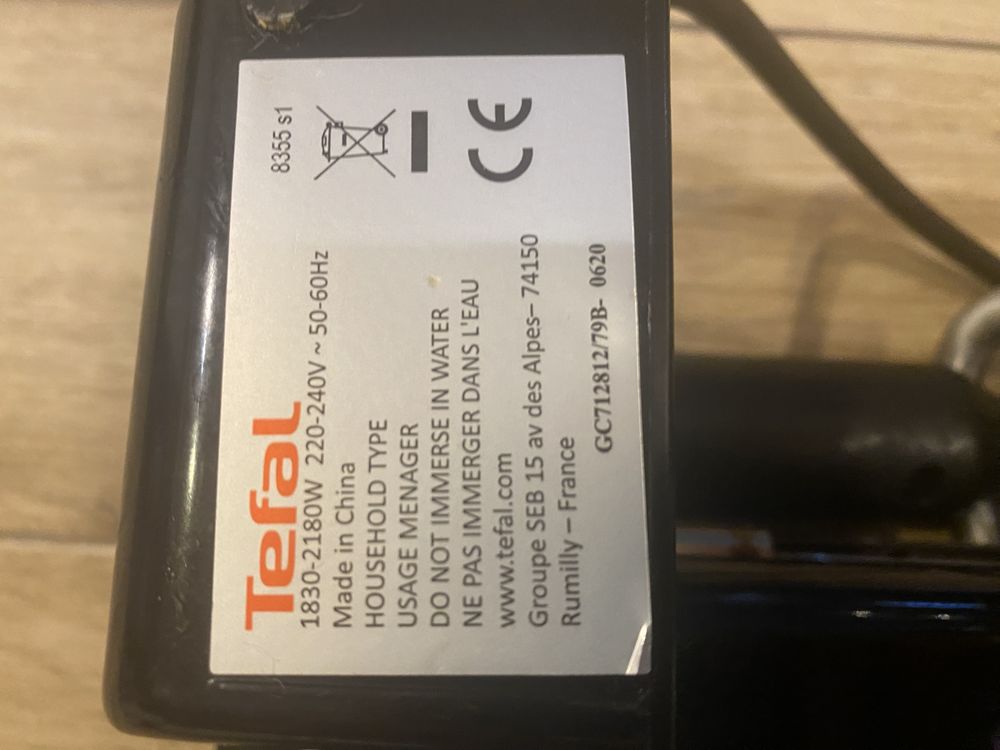 Tefal
8355 s1
1830-2180W 220-240V ~ 50-60Hz
Made in China
HOUSEHOLD TYPE
USAGE MENAGER
DO NOT IMMERSE IN WATER
NE PAS IMMERGER DANS L'EAU
www.tefal.com
Groupe SEB 15 av des Alpes– 74150
Rumilly – France
GC712812/79B- 0620
CE